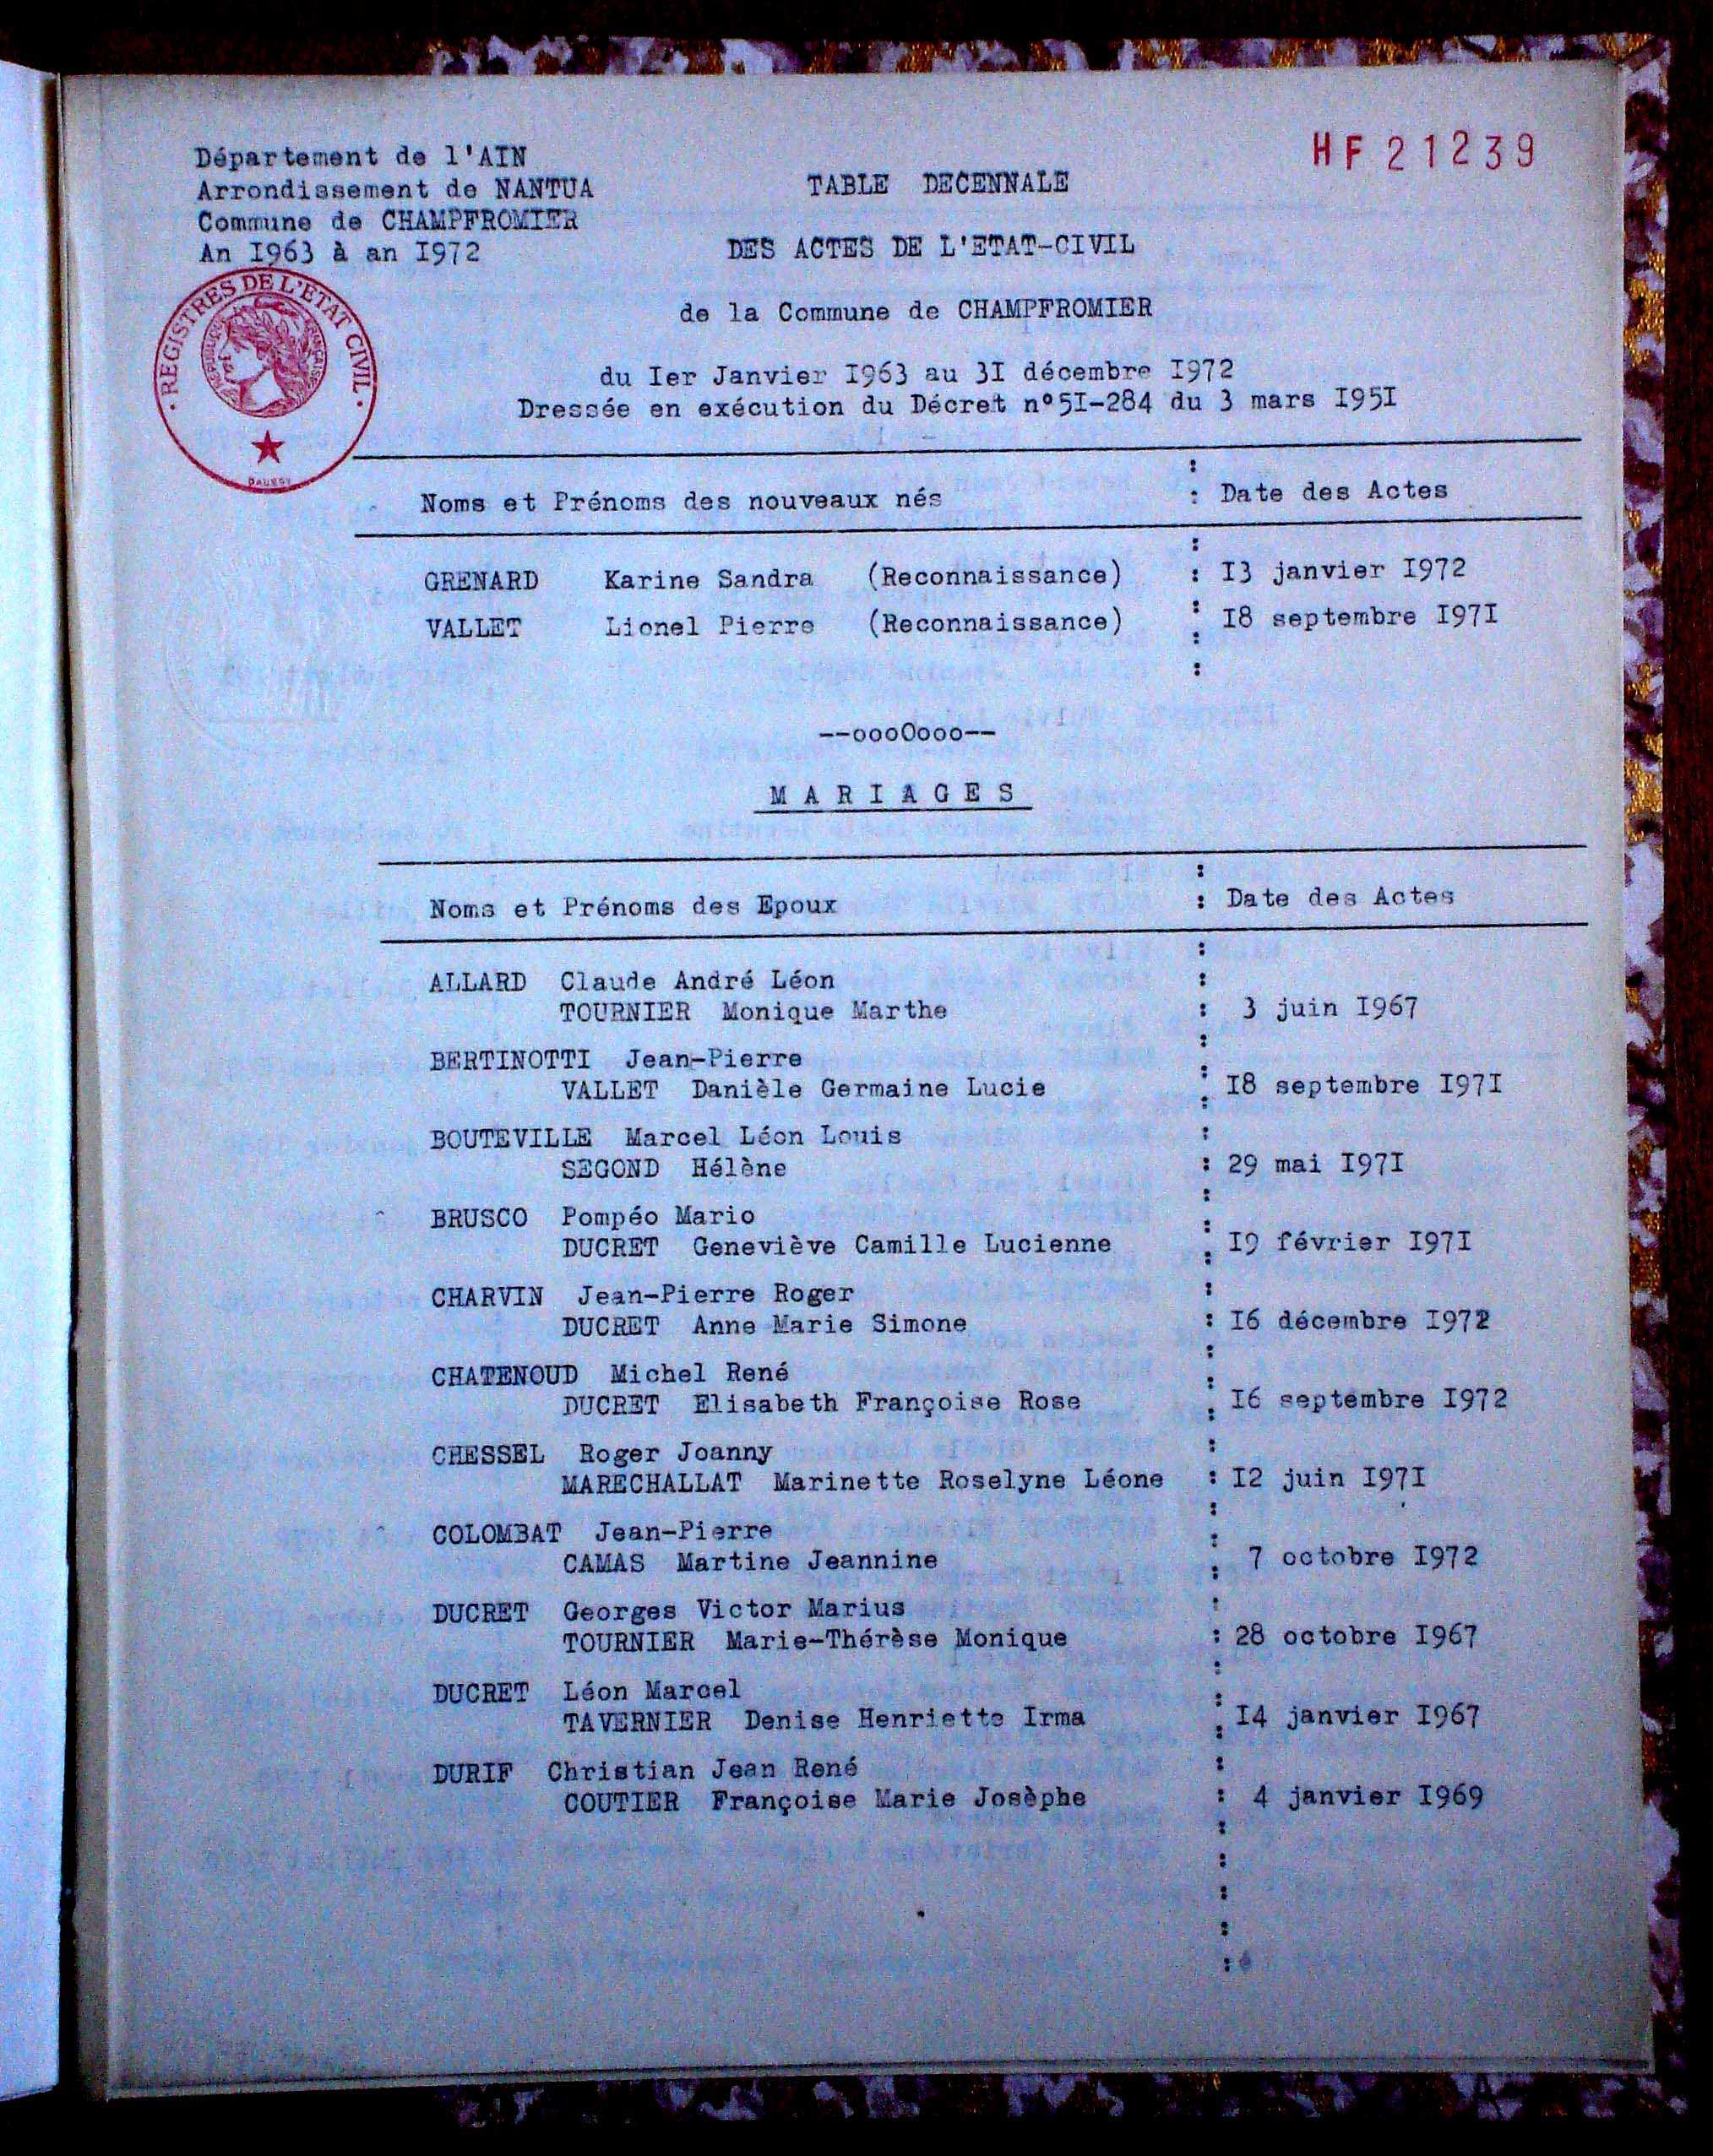 HF 21239
Département de l'AIN
Arrondissement de NANTUA
Commune de CHAMPFROMIER
An I963 à an I972
REGISTRES DE L'ETAT CIVIL
REPUBLIQUE FRANÇAISE
TABLE DECENNALE
DES ACTES DE L'ETAT-CIVIL
de la Commune de CHAMPFROMIER
du Ier Janvier I963 au 3I décembre I972
Dressée en exécution du Décret n°5I-284 du 3 mars I95I
Noms et Prénoms des nouveaux nés : Date des Actes
GRENARD Karine Sandra (Reconnaissance) : I3 janvier I972
VALLET Lionel Pierre (Reconnaissance) : I8 septembre I97I
--oooOooo--
MARIAGES
Noms et Prénoms des Epoux : Date des Actes
ALLARD Claude André Léon
TOURNIER Monique Marthe : 3 juin I967
BERTINOTTI Jean-Pierre
VALLET Danièle Germaine Lucie : I8 septembre I97I
BOUTEVILLE Marcel Léon Louis
SEGOND Hélène : 29 mai I97I
BRUSCO Pompéo Mario
DUCRET Geneviève Camille Lucienne : I9 février I97I
CHARVIN Jean-Pierre Roger
DUCRET Anne Marie Simone : I6 décembre I972
CHATENOUD Michel René
DUCRET Elisabeth Françoise Rose : I6 septembre I972
CHESSEL Roger Joanny
MARECHALLAT Marinette Roselyne Léone : I2 juin I97I
COLOMBAT Jean-Pierre
CAMAS Martine Jeannine : 7 octobre I972
DUCRET Georges Victor Marius
TOURNIER Marie-Thérèse Monique : 28 octobre I967
DUCRET Léon Marcel
TAVERNIER Denise Henriette Irma : I4 janvier I967
DURIF Christian Jean René
COUTIER Françoise Marie Josèphe : 4 janvier I969